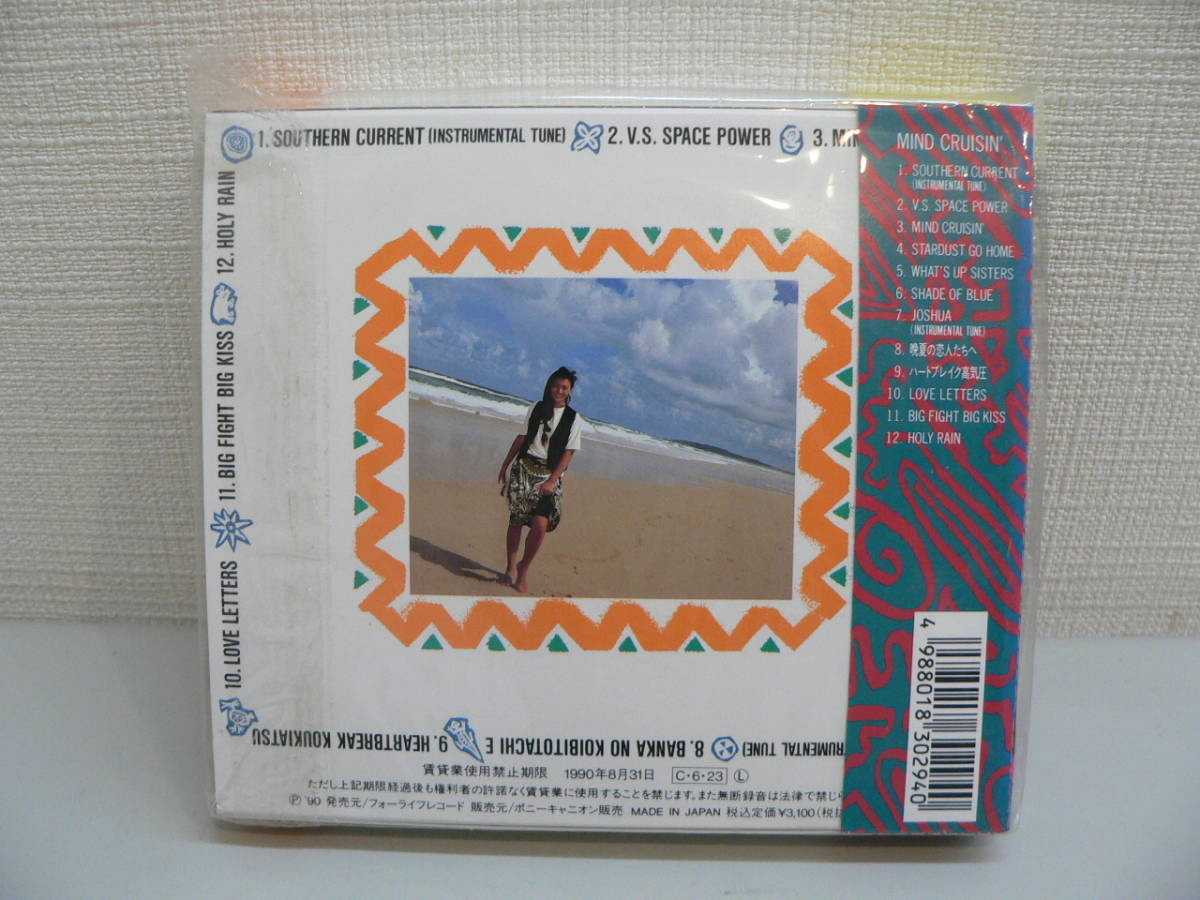 1. SOUTHERN CURRENT (INSTRUMENTAL TUNE)
2. V.S. SPACE POWER
3.
RUMENTAL TUNE)
8. BANKA NO KOIBITOTACHI E
9. HEARTBREAK KOUKIATSU
10. LOVE LETTERS
11. BIG FIGHT BIG KISS
12. HOLY RAIN
賃貸業使用禁止期限 1990年8月31日 C・6・23 Ⓛ
ただし上記期限経過後も権利者の許諾なく賃貸業に使用することを禁じます。また無断録音は法律で禁じら
Ⓟ '90 発売元/フォーライフレコード 販売元/ポニーキャニオン販売 MADE IN JAPAN 税込定価¥3,100(税抜
MIND CRUISIN'
1. SOUTHERN CURRENT
(INSTRUMENTAL TUNE)
2. V.S. SPACE POWER
3. MIND CRUISIN'
4. STARDUST GO HOME
5. WHAT'S UP SISTERS
6. SHADE OF BLUE
7. JOSHUA
(INSTRUMENTAL TUNE)
8. 晩夏の恋人たちへ
9. ハートブレイク高気圧
10. LOVE LETTERS
11. BIG FIGHT BIG KISS
12. HOLY RAIN
4 988018 302940